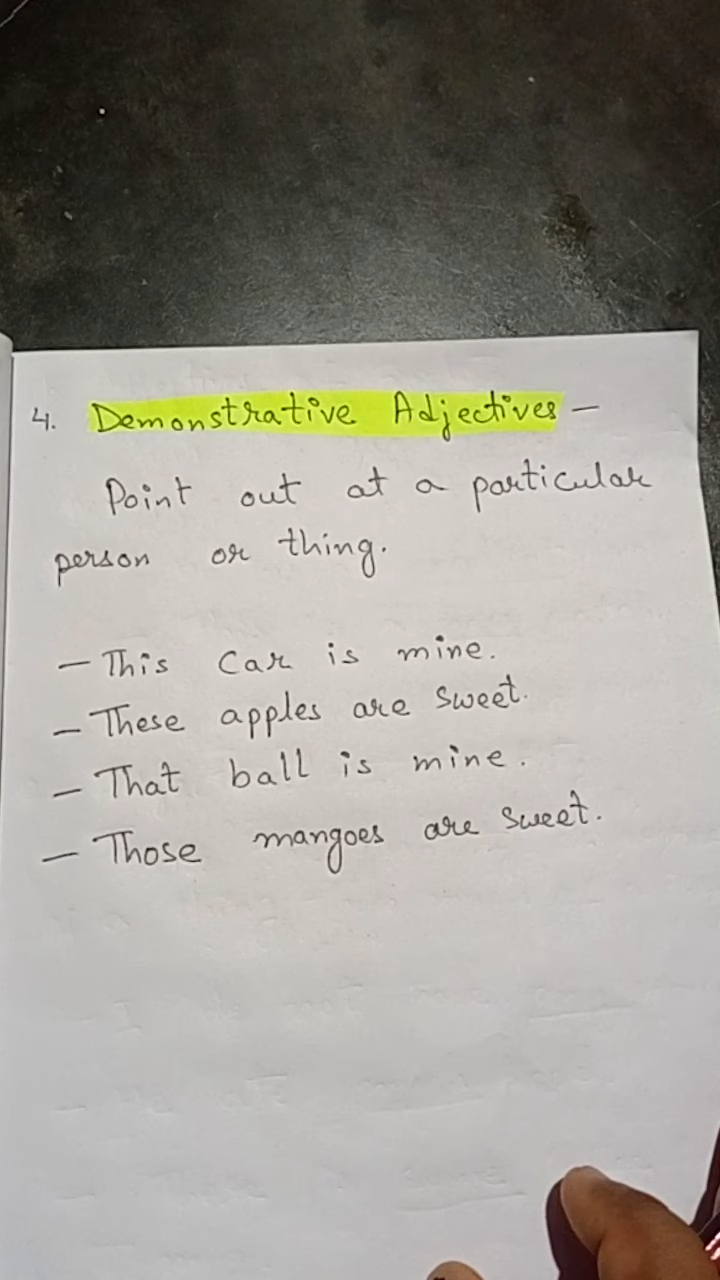 4. Demonstrative Adjectives –
Point out at a particular
person or thing.
– This Car is mine.
– These apples are sweet.
– That ball is mine.
– Those mangoes are sweet.